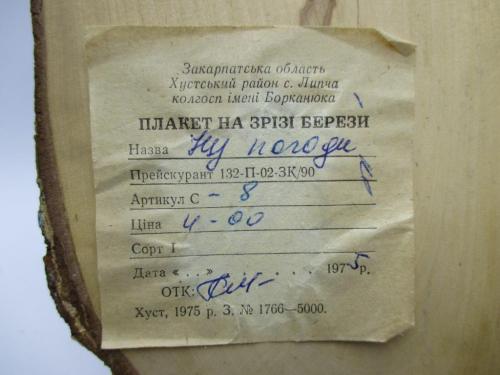 Закарпатська область
Хустський район с. Липча
колгосп імені Борканюка
ПЛАКЕТ НА ЗРІЗІ БЕРЕЗИ
Назва Ну погоди
Прейскурант 132-П-02-ЗК/90
Артикул С - 8
Ціна 4-00
Сорт I
Дата «. .» . . . . . 1975 р.
ОТК:
Хуст, 1975 р. З. № 1766—5000.